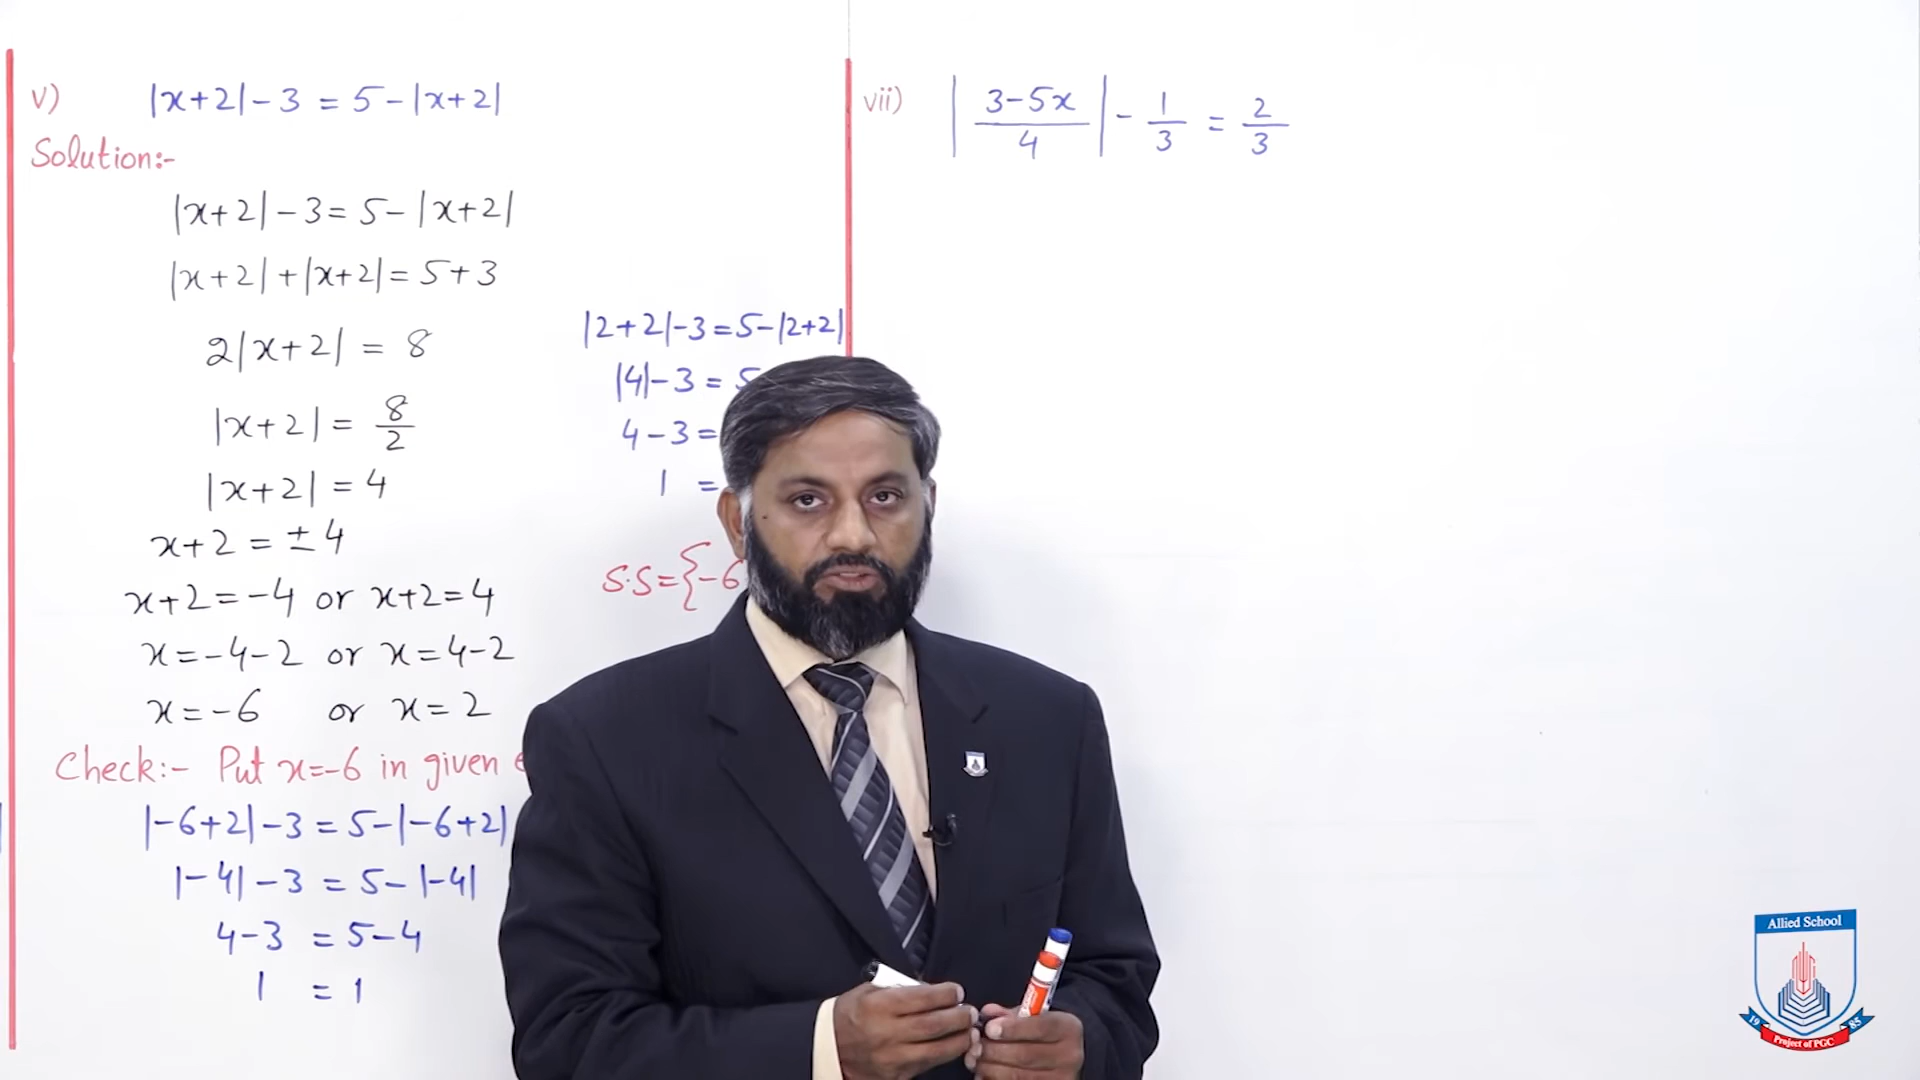 v) |x+2|-3 = 5-|x+2|
Solution:-
|x+2|-3=5-|x+2|
|x+2|+|x+2|=5+3
2|x+2| = 8
|x+2| = 8/2
|x+2| = 4
x+2 = ±4
x+2=-4 or x+2=4
x=-4-2 or x=4-2
x=-6 or x=2
Check:- Put x=-6 in given
|-6+2|-3=5-|-6+2|
|-4|-3=5-|-4|
4-3 = 5-4
1 = 1
|2+2|-3=5-|2+2|
|4|-3=5
4-3=
1 =
S.S={-6
vii) |(3-5x)/4| - 1/3 = 2/3
Allied School
19 85
Project of PGC